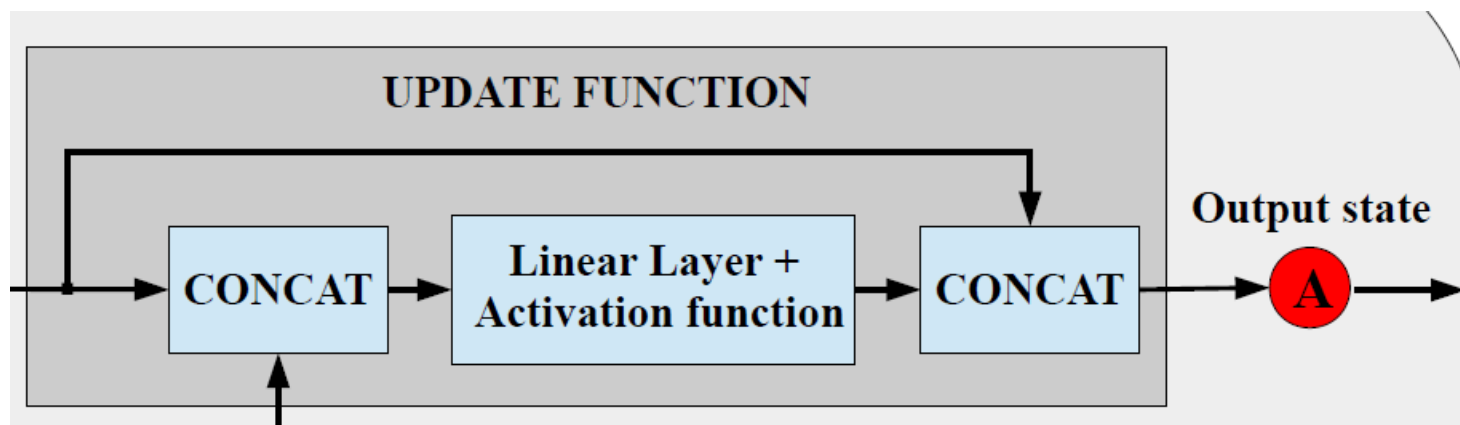 UPDATE FUNCTION
Output state
CONCAT
Linear Layer +
Activation function
CONCAT
A